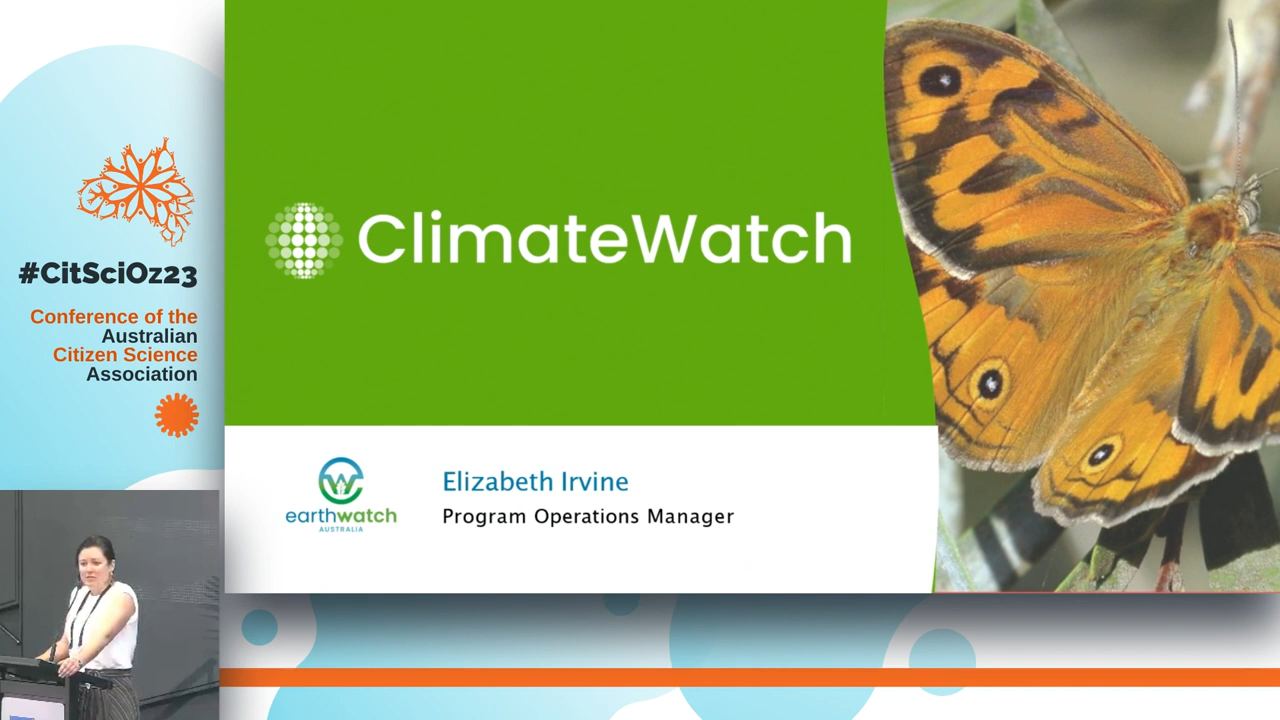 #CitSciOz23
Conference of the
Australian
Citizen Science
Association
ClimateWatch
earthwatch
AUSTRALIA
Elizabeth Irvine
Program Operations Manager